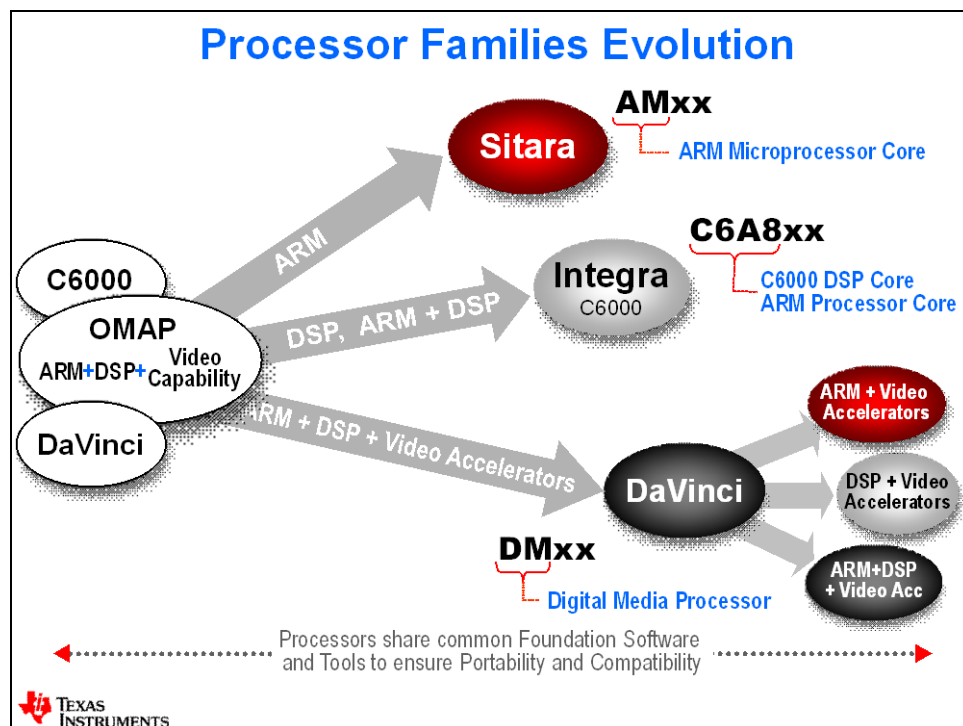 Processor Families Evolution
AMxx
Sitara
ARM Microprocessor Core
ARM
C6A8xx
C6000
Integra
C6000
C6000 DSP Core
ARM Processor Core
DSP, ARM + DSP
OMAP
ARM+DSP+ Video
Capability
ARM + DSP + Video Accelerators
DaVinci
ARM + Video
Accelerators
DaVinci
DSP + Video
Accelerators
DMxx
Digital Media Processor
ARM+DSP
+ Video Acc
Processors share common Foundation Software
and Tools to ensure Portability and Compatibility
TEXAS
INSTRUMENTS